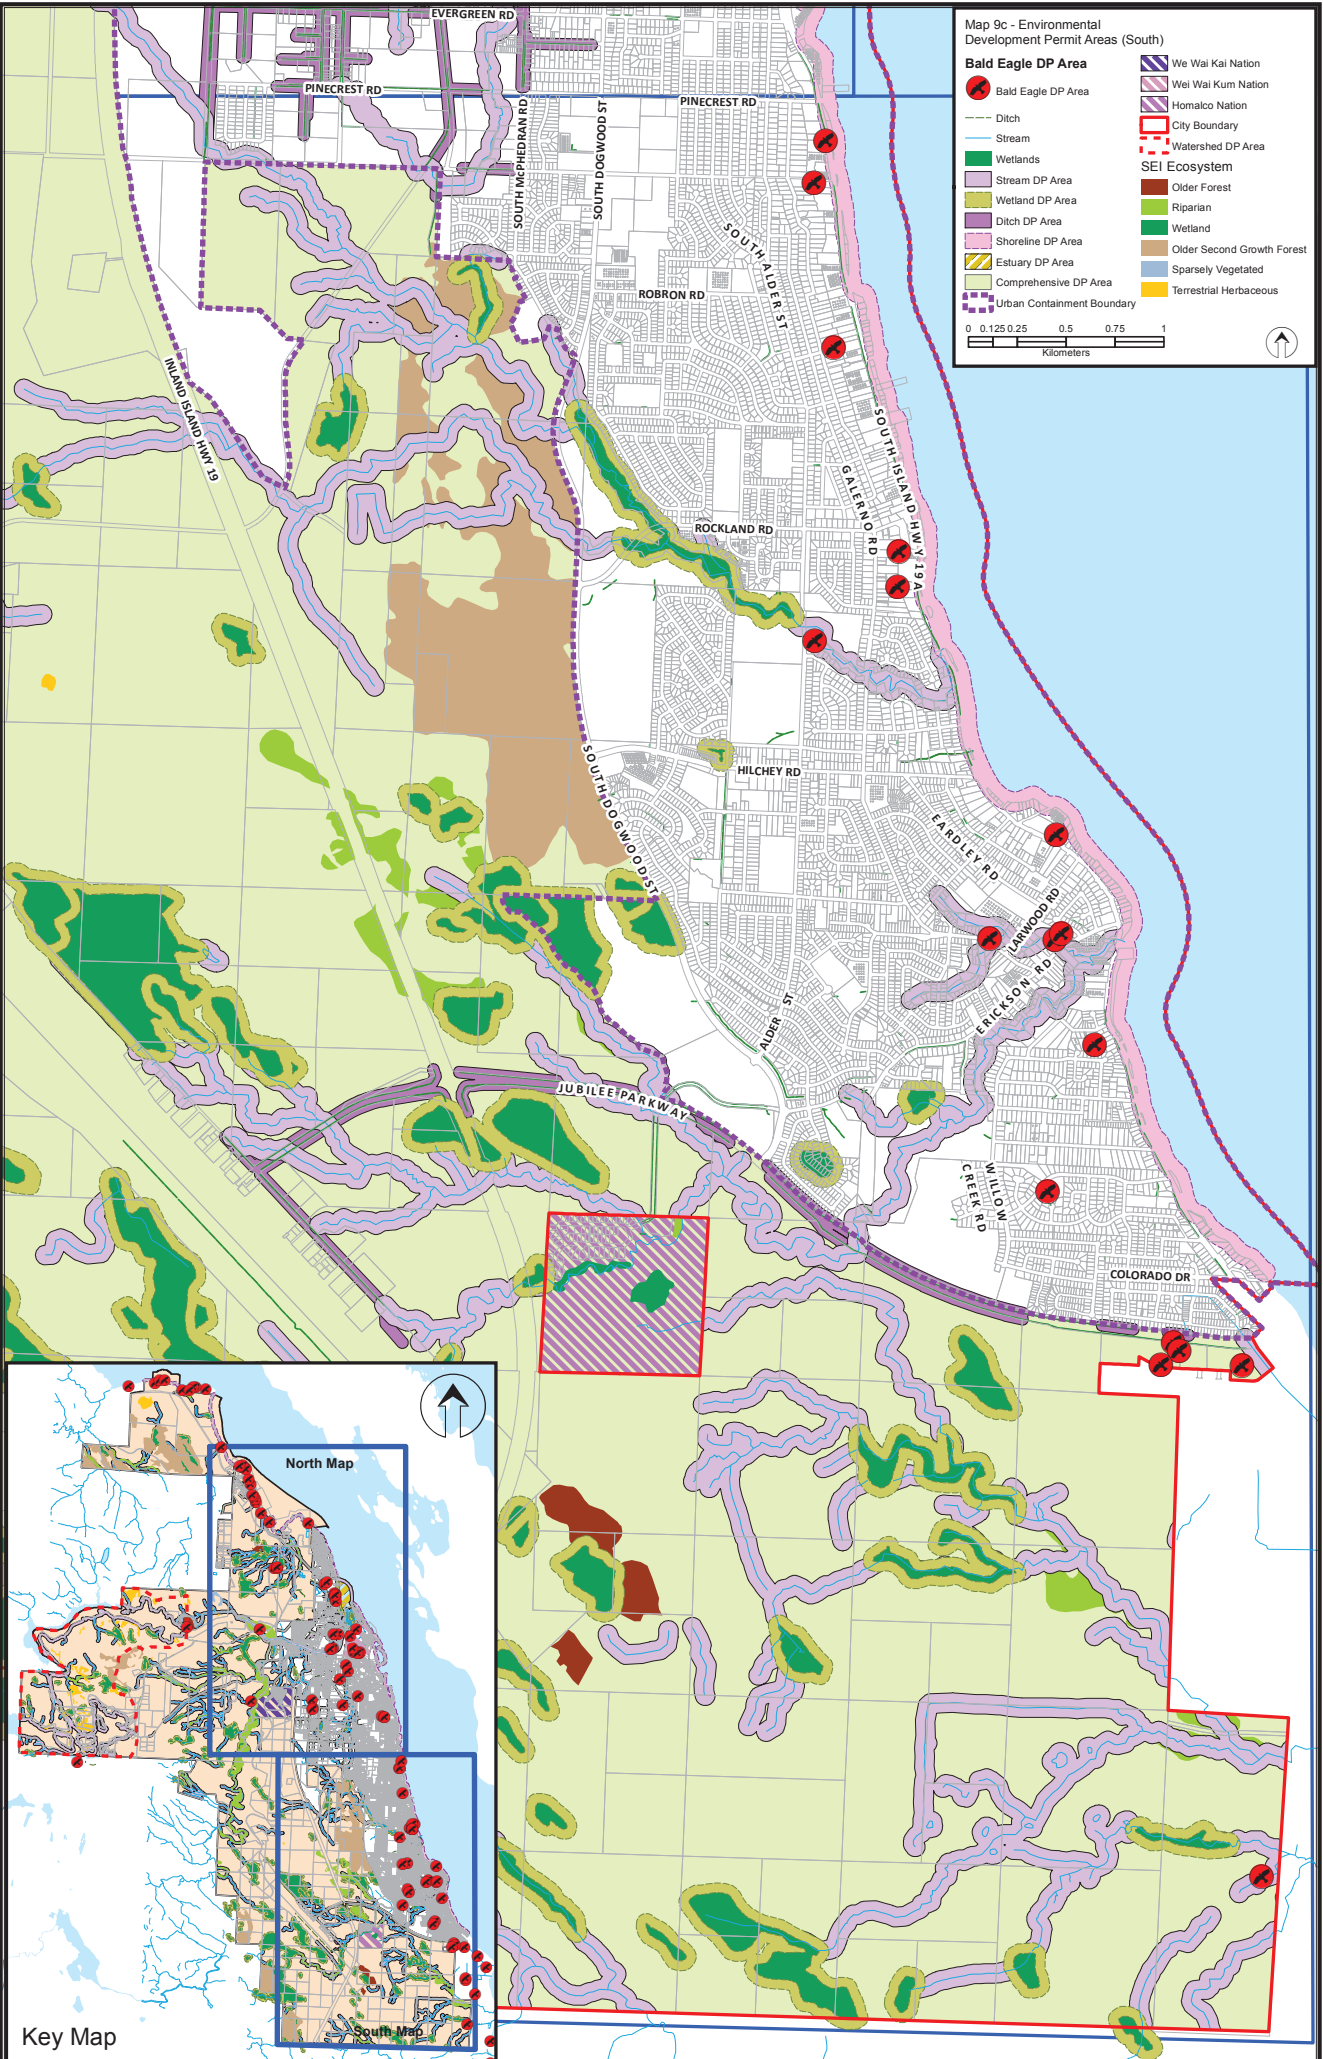 Map 9c - Environmental
Development Permit Areas (South)
Bald Eagle DP Area
Bald Eagle DP Area
Ditch
Stream
Wetlands
Stream DP Area
Wetland DP Area
Ditch DP Area
Shoreline DP Area
Estuary DP Area
Comprehensive DP Area
Urban Containment Boundary
We Wai Kai Nation
Wei Wai Kum Nation
Homalco Nation
City Boundary
Watershed DP Area
SEI Ecosystem
Older Forest
Riparian
Wetland
Older Second Growth Forest
Sparsely Vegetated
Terrestrial Herbaceous
0 0.125 0.25 0.5 0.75 1
Kilometers
EVERGREEN RD
PINECREST RD
PINECREST RD
SOUTH McPHEDRAN RD
SOUTH DOGWOOD ST
SOUTH ALDER ST
ROBRON RD
INLAND ISLAND HWY 19
SOUTH ISLAND HWY 19A
GALERNO RD
ROCKLAND RD
SOUTH DOGWOOD ST
HILCHEY RD
EARDLEY RD
LARWOOD RD
ERICKSON RD
ALDER ST
JUBILEE PARKWAY
WILLOW
CREEK RD
COLORADO DR
North Map
South Map
Key Map